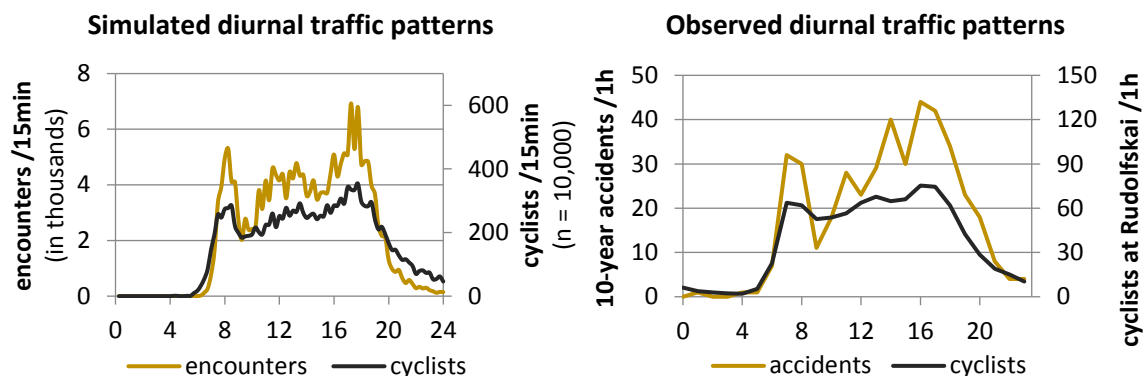 Simulated diurnal traffic patterns
encounters /15min
(in thousands)
8
6
4
2
0
600
400
200
0
cyclists /15min
(n = 10,000)
0 4 8 12 16 20 24
encounters cyclists
Observed diurnal traffic patterns
10-year accidents /1h
50
40
30
20
10
0
150
120
90
60
30
0
cyclists at Rudolfskai /1h
0 4 8 12 16 20
accidents cyclists